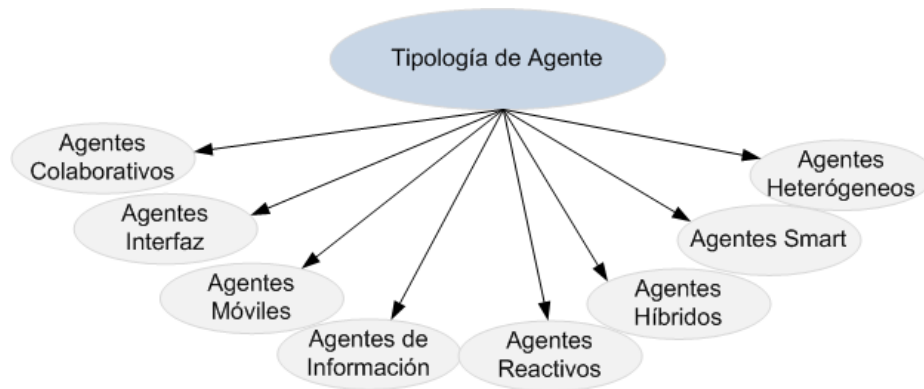 Tipología de Agente
Agentes
Colaborativos
Agentes
Interfaz
Agentes
Móviles
Agentes de
Información
Agentes
Reactivos
Agentes
Híbridos
Agentes Smart
Agentes
Heterógeneos